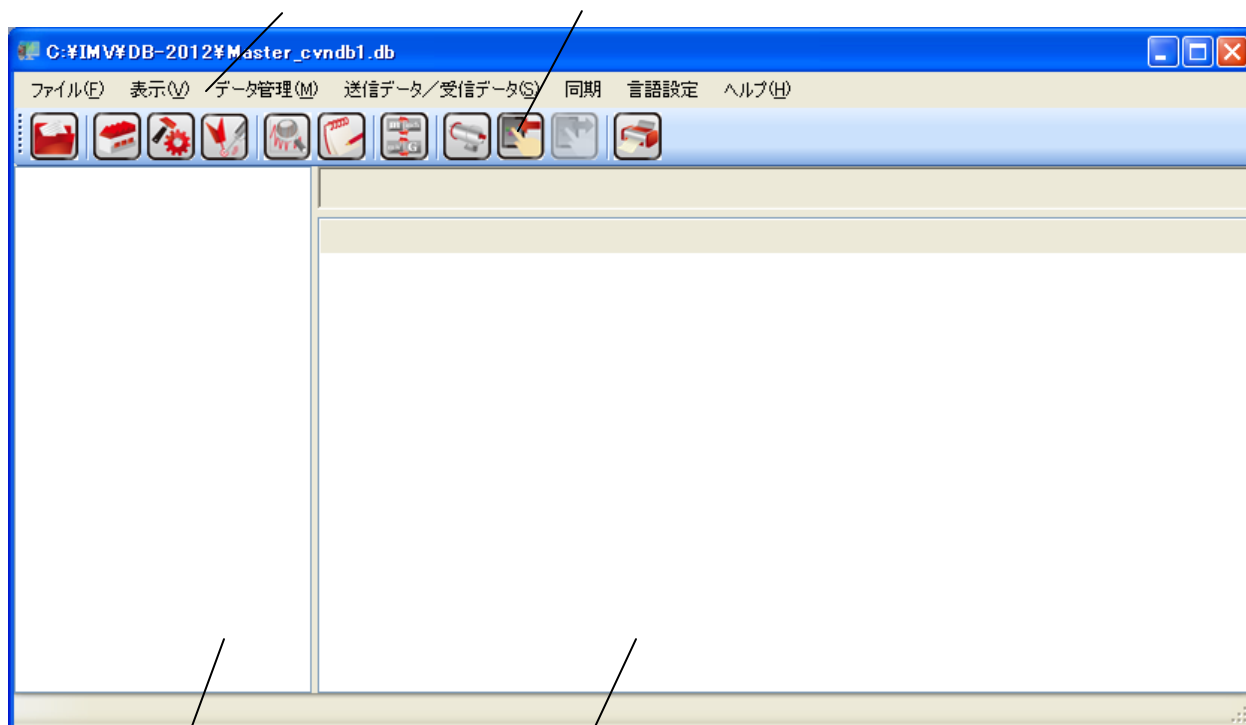 C:¥IMV¥DB-2012¥Master_cvndb1.db
ファイル(F) 表示(V) データ管理(M) 送信データ／受信データ(S) 同期 言語設定 ヘルプ(H)